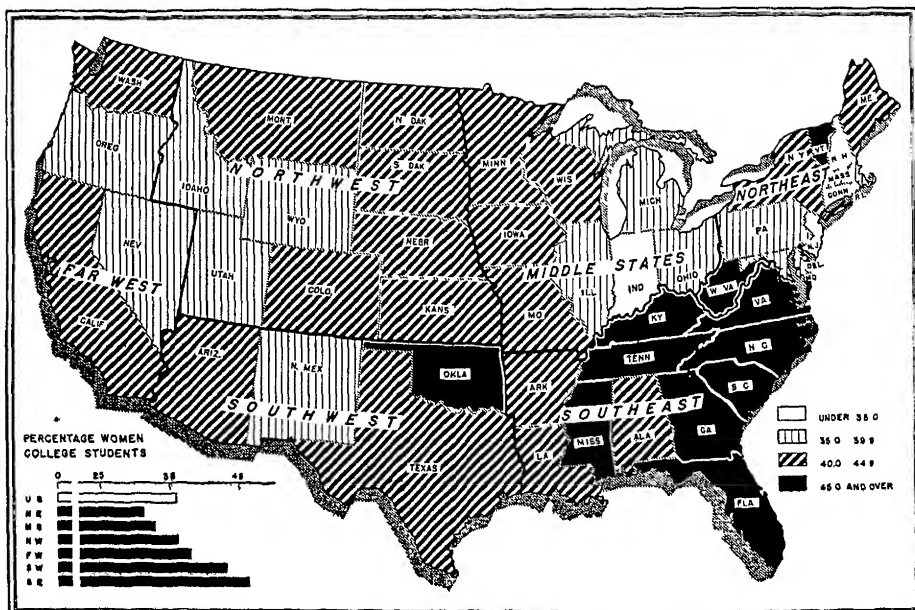 WASH
MONT.
N DAK
ME
OREG
IDAHO
S DAK
MINN
WIS
N Y
VT
N H
NORTHWEST
NORTHEAST
MASS
CONN
R.I.
WYO
MICH
NEV
UTAH
NEBR
IOWA
PA
FAR WEST
MIDDLE STATES
ILL
IND
OHIO
DEL
COLO.
KANS
MO
W VA
VA
KY
CALIF
ARIZ.
N. MEX
OKLA
TENN
N C
ARK
S C
SOUTHWEST
SOUTHEAST
TEXAS
LA
MISS
ALA
GA
FLA
UNDER 35 0
35 0 39 9
40.0 44 9
45 0 AND OVER
PERCENTAGE WOMEN
COLLEGE STUDENTS
0 25 35 45
U S
N E
M S
N W
F W
S W
S E